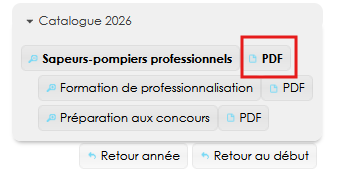 Catalogue 2026
Sapeurs-pompiers professionnels PDF
Formation de professionnalisation PDF
Préparation aux concours PDF
Retour année Retour au début